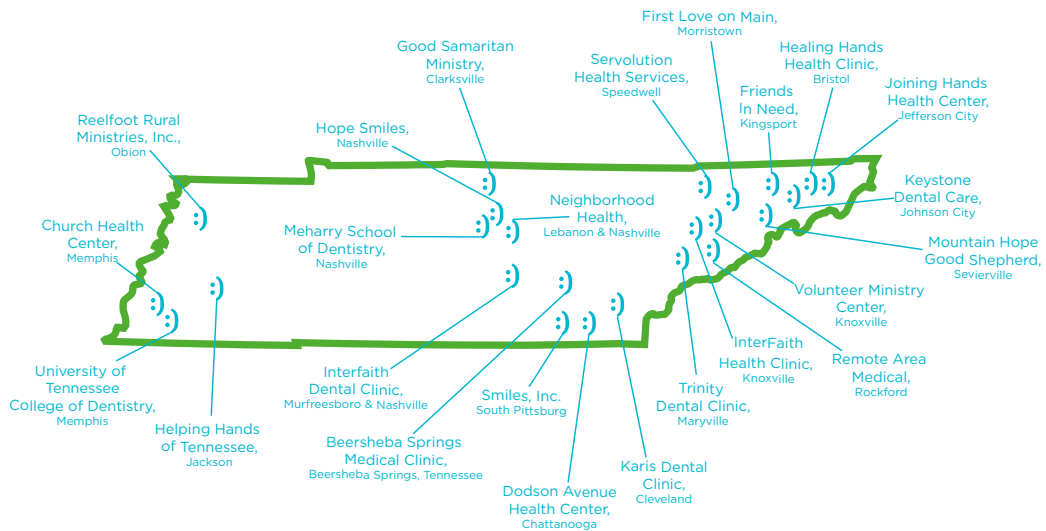 First Love on Main,
Morristown
Good Samaritan
Ministry,
Clarksville
Servolution
Health Services,
Speedwell
Healing Hands
Health Clinic,
Bristol
Friends
In Need,
Kingsport
Joining Hands
Health Center,
Jefferson City
Reelfoot Rural
Ministries, Inc.,
Obion
Hope Smiles,
Nashville
Keystone
Dental Care,
Johnson City
Neighborhood
Health,
Lebanon & Nashville
Church Health
Center,
Memphis
Meharry School
of Dentistry,
Nashville
Mountain Hope
Good Shepherd,
Sevierville
Volunteer Ministry
Center,
Knoxville
InterFaith
Health Clinic,
Knoxville
Remote Area
Medical,
Rockford
University of
Tennessee
College of Dentistry,
Memphis
Interfaith
Dental Clinic,
Murfreesboro & Nashville
Smiles, Inc.
South Pittsburg
Trinity
Dental Clinic,
Maryville
Helping Hands
of Tennessee,
Jackson
Beersheba Springs
Medical Clinic,
Beersheba Springs, Tennessee
Karis Dental
Clinic,
Cleveland
Dodson Avenue
Health Center,
Chattanooga